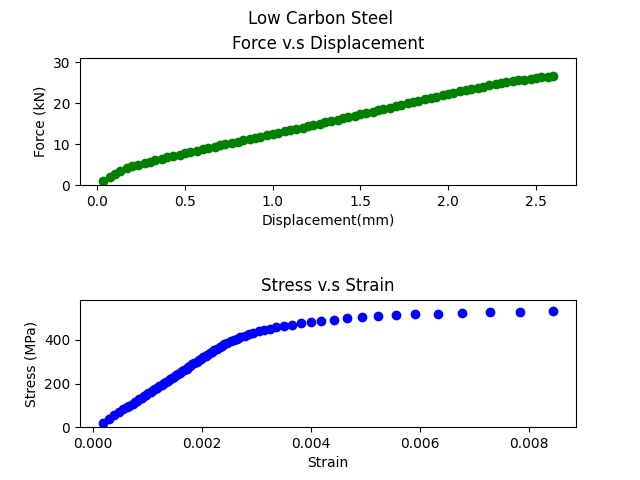 Low Carbon Steel
Force v.s Displacement
Force (kN)
30
20
10
0
0.0 0.5 1.0 1.5 2.0 2.5
Displacement(mm)
Stress v.s Strain
Stress (MPa)
400
200
0
0.000 0.002 0.004 0.006 0.008
Strain